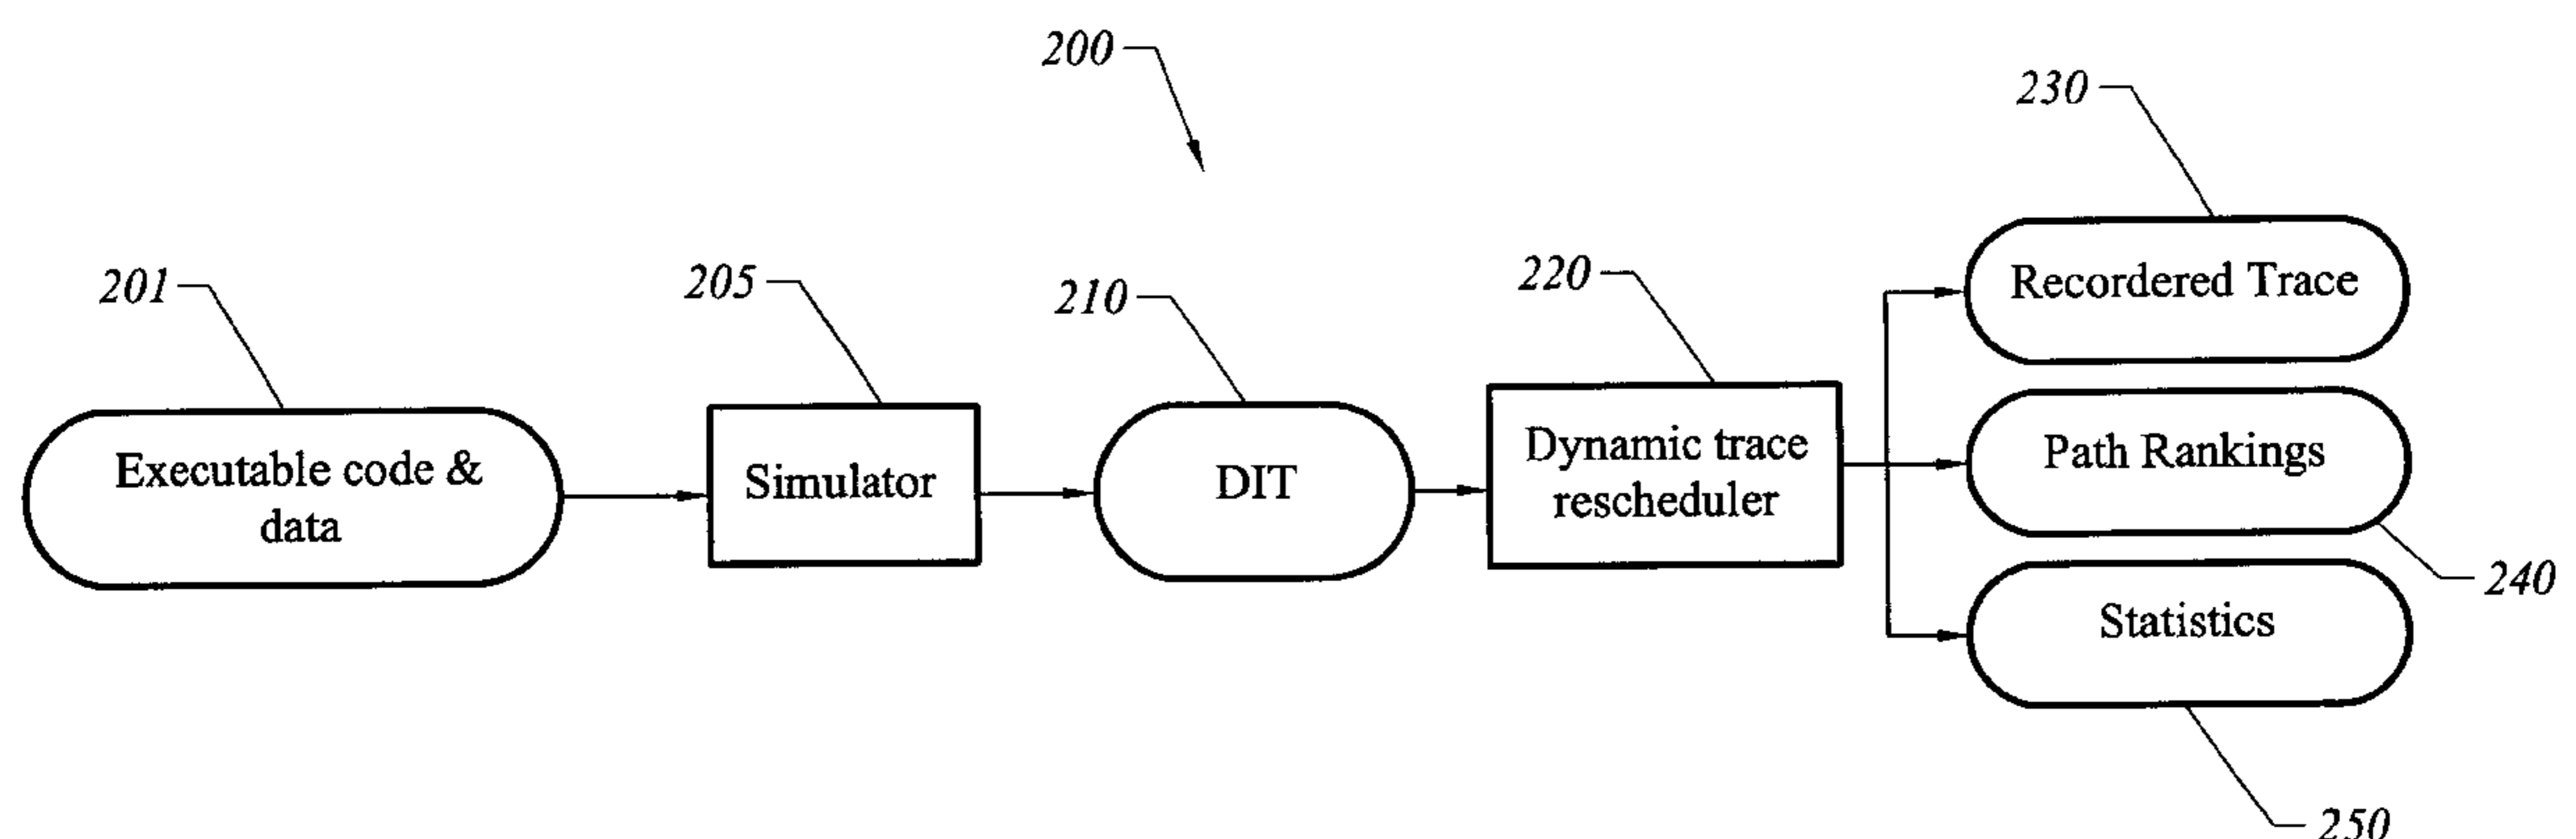 200
230
201
205
210
220
Recordered Trace
Executable code &
data
Simulator
DIT
Dynamic trace
rescheduler
Path Rankings
240
Statistics
250